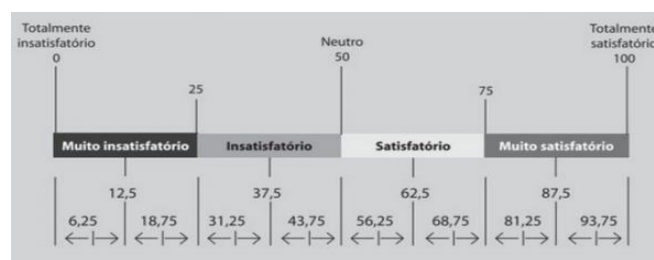 Totalmente
insatisfatório
0
Neutro
50
Totalmente
satisfatório
100
25
75
Muito insatisfatório
Insatisfatório
Satisfatório
Muito satisfatório
12,5
37,5
62,5
87,5
6,25
18,75
31,25
43,75
56,25
68,75
81,25
93,75